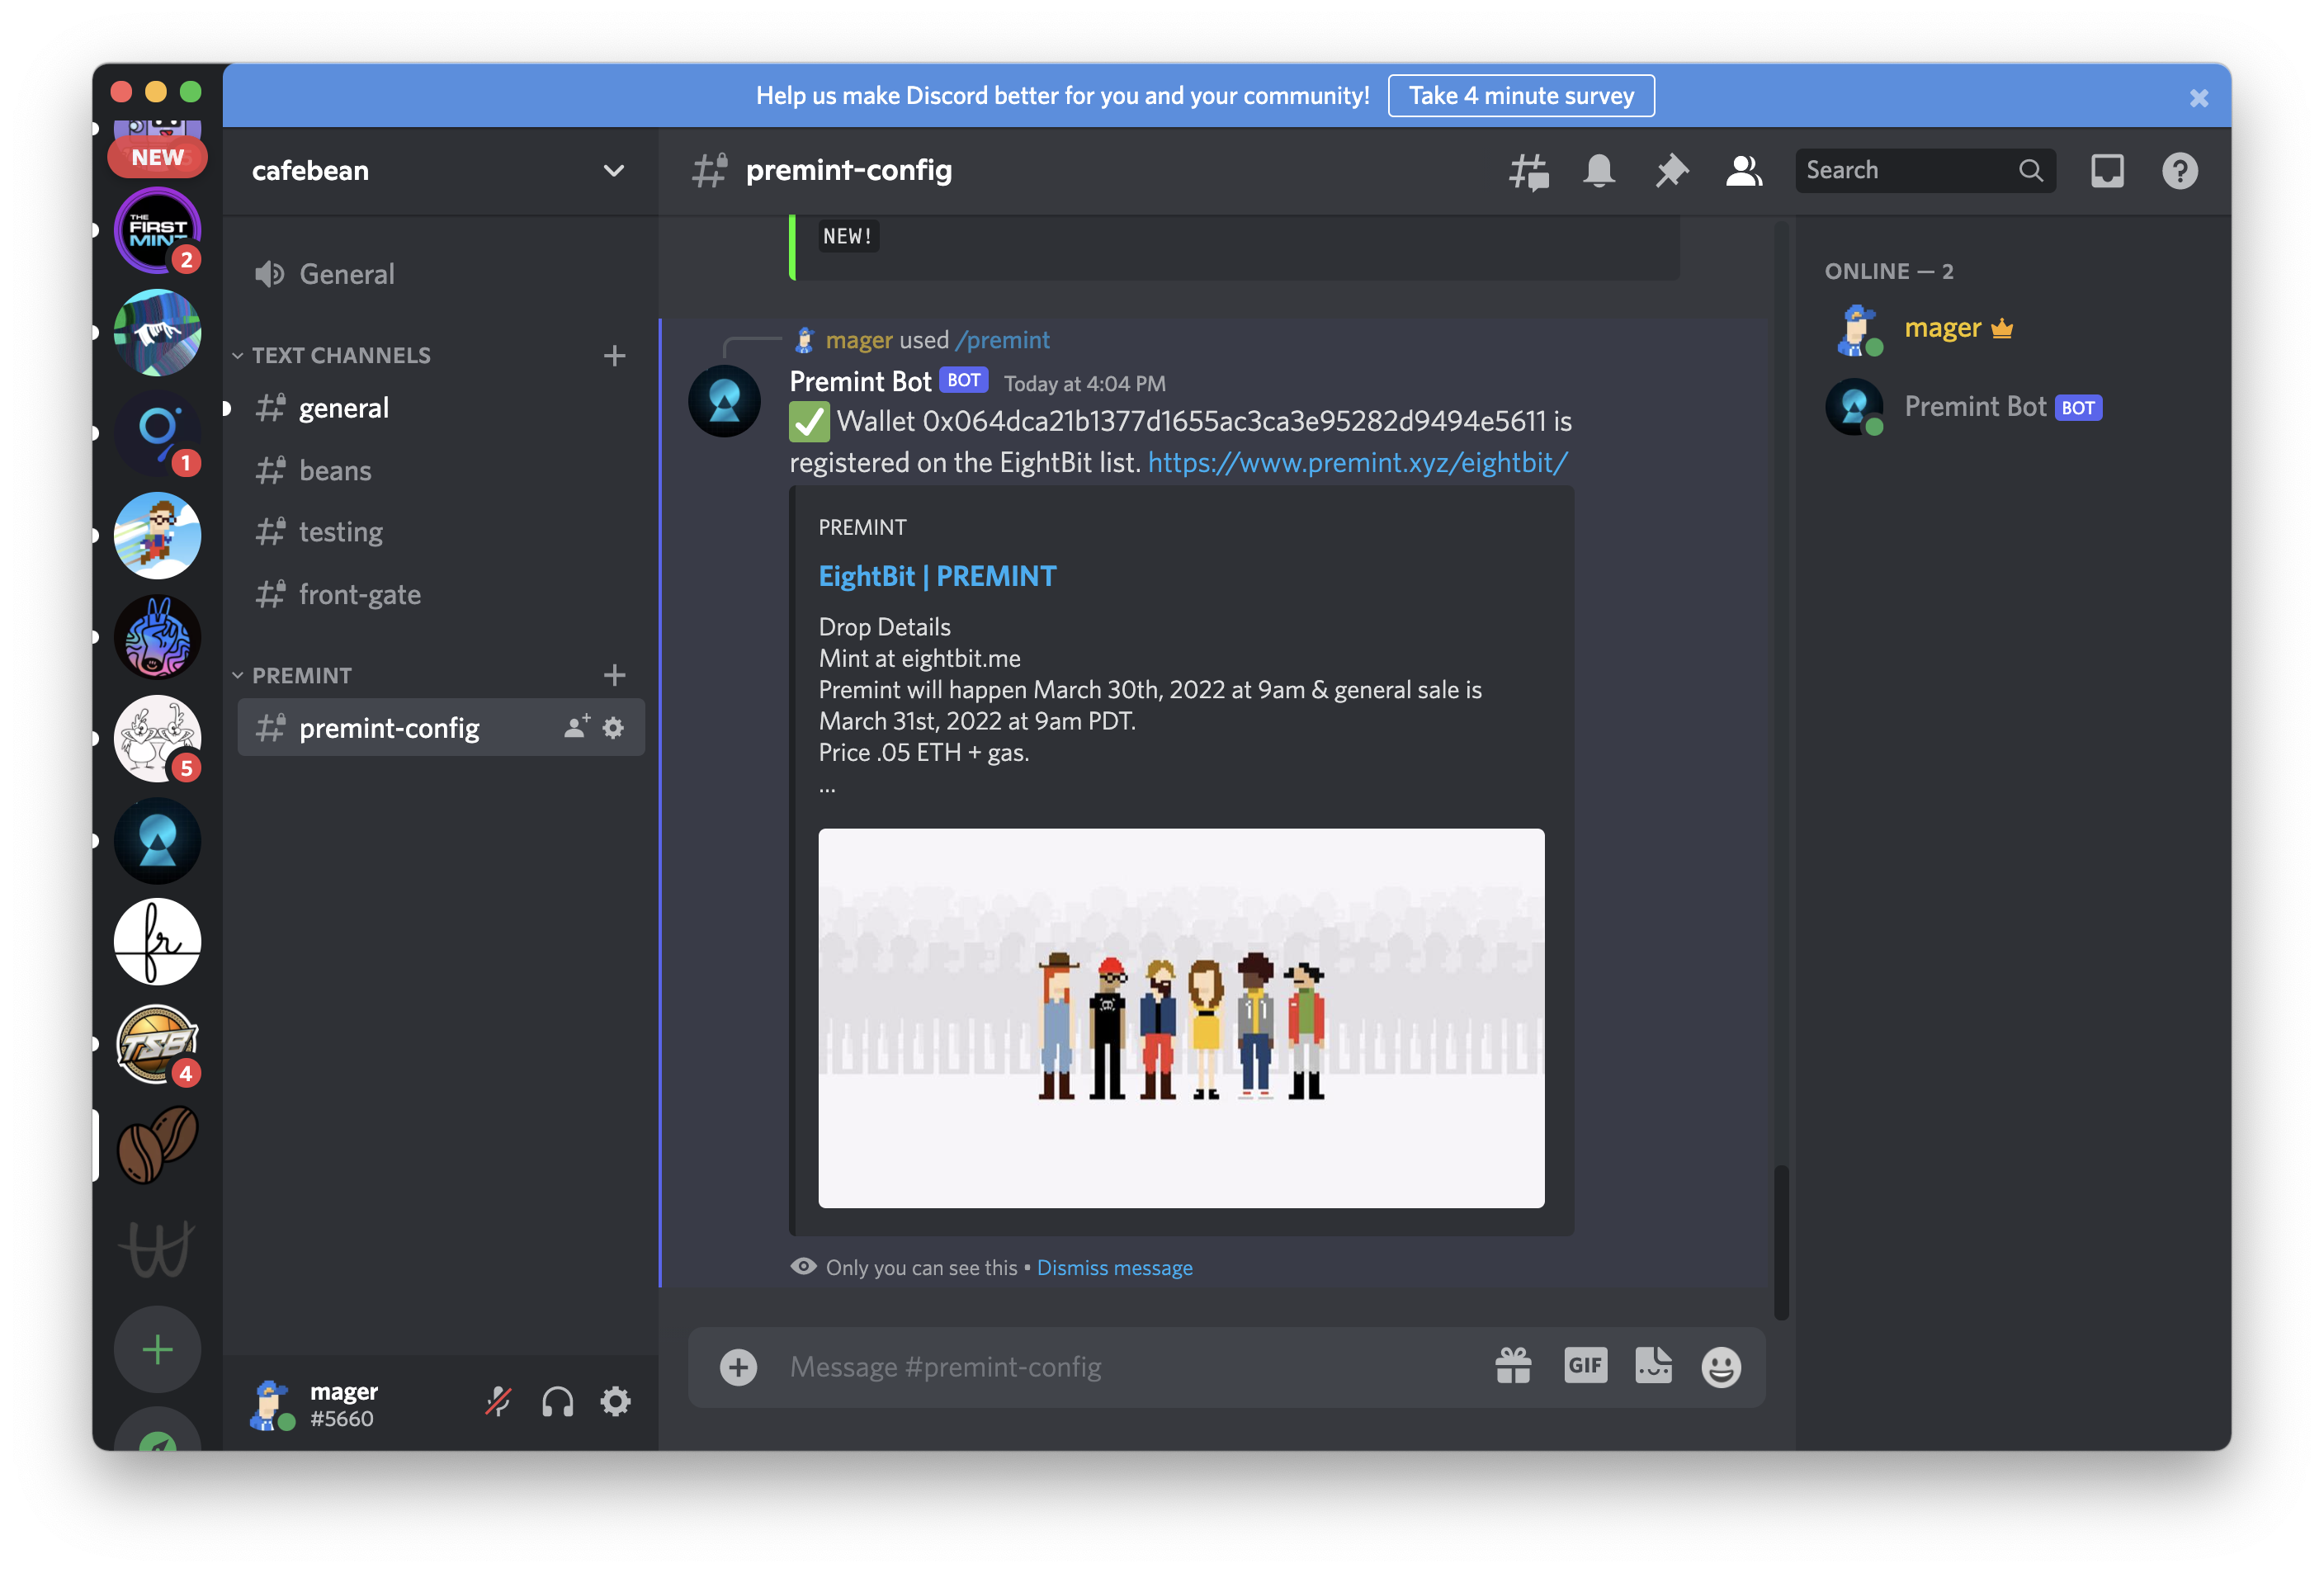 Help us make Discord better for you and your community!
Take 4 minute survey
NEW
THE
FIRST
MINT
2
1
5
fr
TSB
4
cafebean
General
TEXT CHANNELS
general
beans
testing
front-gate
PREMINT
premint-config
mager
#5660
premint-config
Search
NEW!
mager used /premint
Premint Bot BOT Today at 4:04 PM
✅ Wallet 0x064dca21b1377d1655ac3ca3e95282d9494e5611 is
registered on the EightBit list. https://www.premint.xyz/eightbit/
PREMINT
EightBit | PREMINT
Drop Details
Mint at eightbit.me
Premint will happen March 30th, 2022 at 9am & general sale is
March 31st, 2022 at 9am PDT.
Price .05 ETH + gas.
...
Only you can see this • Dismiss message
Message #premint-config
GIF
ONLINE — 2
mager
Premint Bot BOT